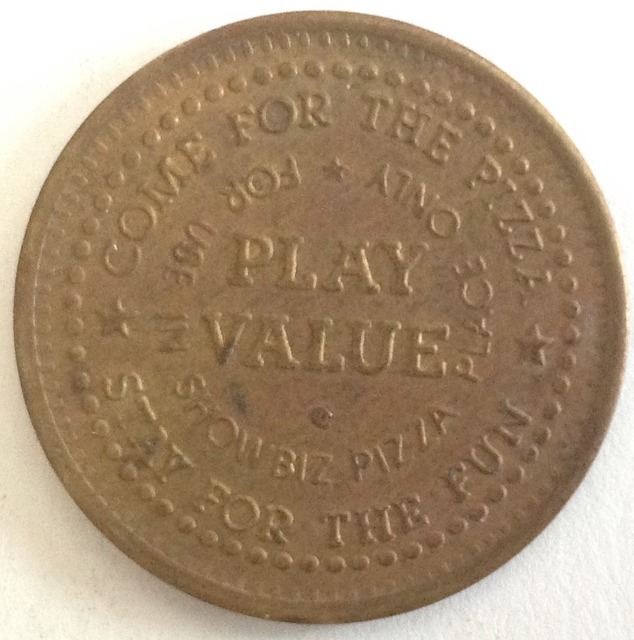 COME FOR THE PIZZA
STAY FOR THE FUN
FOR USE IN SHOWBIZ PIZZA PLACE ONLY
PLAY
VALUE